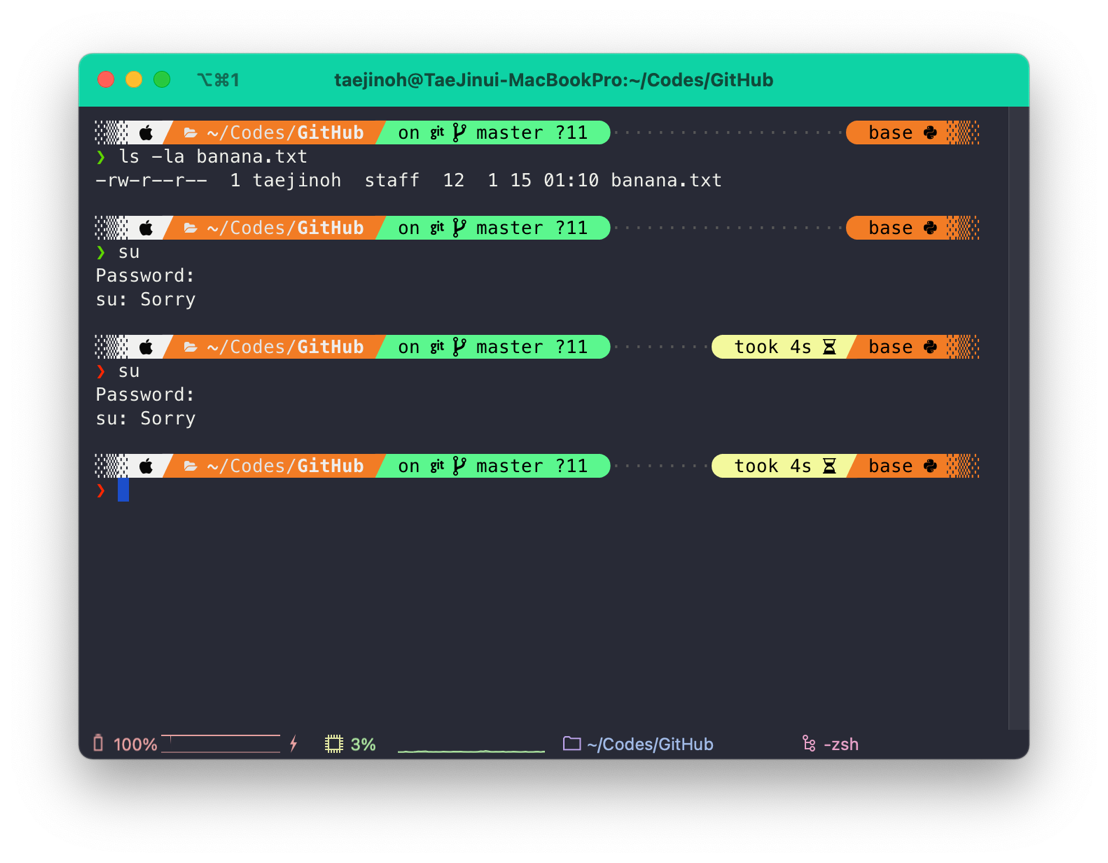 ⌥⌘1 taejinoh@TaeJinui-MacBookPro:~/Codes/GitHub
~/Codes/GitHub on git master ?11 base
❯ ls -la banana.txt
-rw-r--r-- 1 taejinoh staff 12 1 15 01:10 banana.txt
~/Codes/GitHub on git master ?11 base
❯ su
Password:
su: Sorry
~/Codes/GitHub on git master ?11 took 4s base
❯ su
Password:
su: Sorry
~/Codes/GitHub on git master ?11 took 4s base
❯
100% 3% ~/Codes/GitHub -zsh